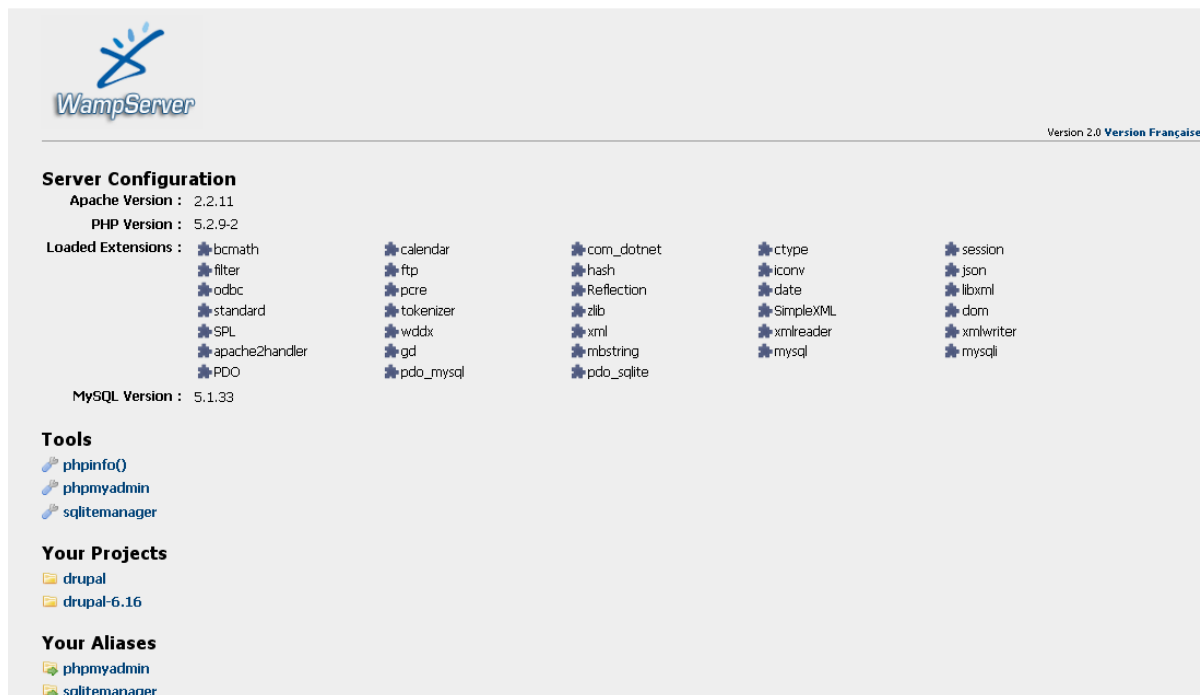 WampServer
Version 2.0 Version Française
Server Configuration
Apache Version : 2.2.11
PHP Version : 5.2.9-2
Loaded Extensions : bcmath calendar com_dotnet ctype session
filter ftp hash iconv json
odbc pcre Reflection date libxml
standard tokenizer zlib SimpleXML dom
SPL wddx xml xmlreader xmlwriter
apache2handler gd mbstring mysql mysqli
PDO pdo_mysql pdo_sqlite
MySQL Version : 5.1.33
Tools
phpinfo()
phpmyadmin
sqlitemanager
Your Projects
drupal
drupal-6.16
Your Aliases
phpmyadmin
sqlitemanager